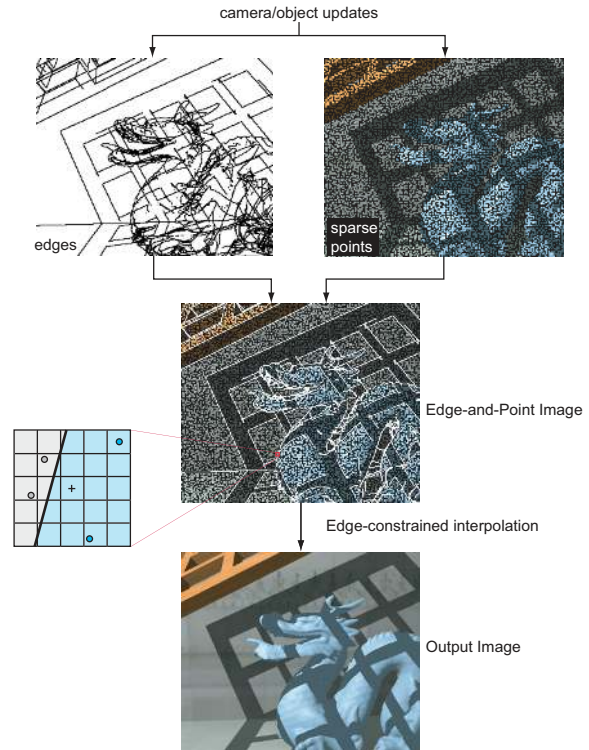 camera/object updates
edges
sparse
points
Edge-and-Point Image
Edge-constrained interpolation
Output Image